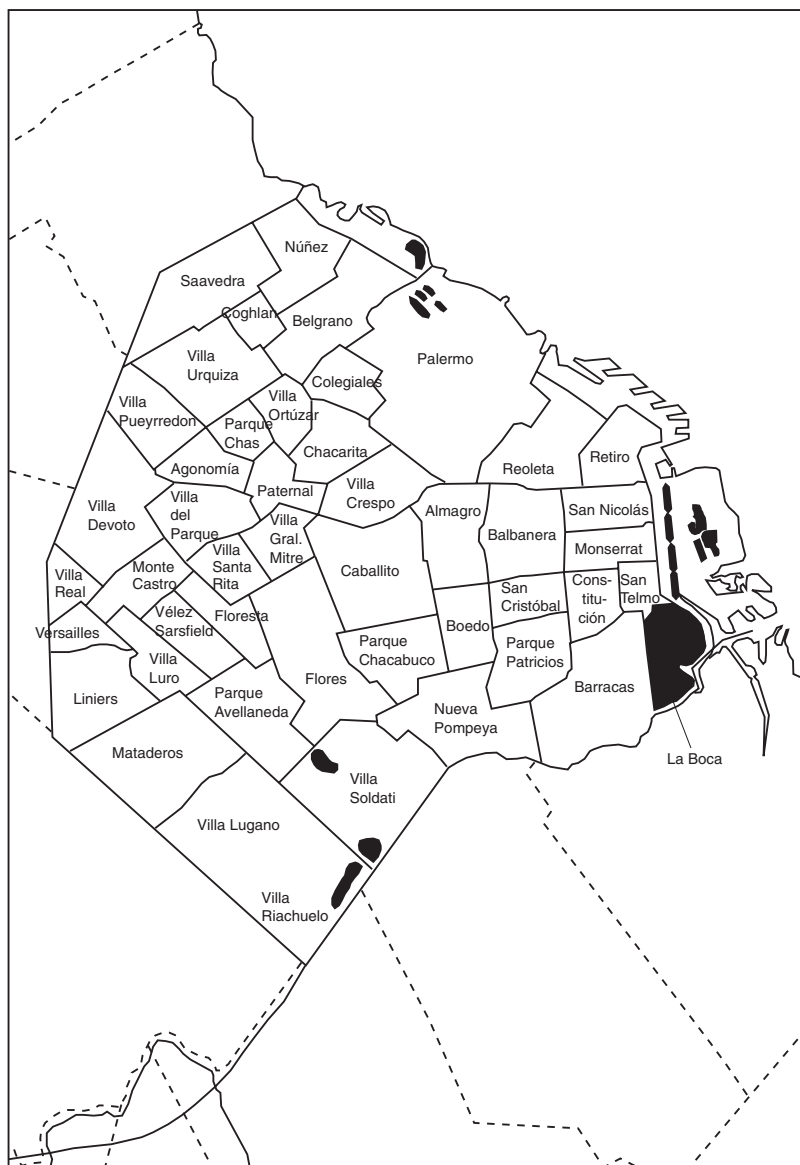 Núñez
Saavedra
Coghlan
Belgrano
Villa
Urquiza
Palermo
Colegiales
Villa
Pueyrredon
Villa
Ortúzar
Parque
Chas
Chacarita
Agonomía
Reoleta
Retiro
Villa
Devoto
Villa
del
Parque
Paternal
Villa
Crespo
Almagro
San Nicolás
Villa
Gral.
Mitre
Balbanera
Monserrat
Villa
Santa
Rita
Caballito
Villa
Real
Monte
Castro
San
Cristóbal
Cons-
titu-
ción
San
Telmo
Versailles
Vélez
Sarsfield
Floresta
Boedo
Parque
Chacabuco
Parque
Patricios
Villa
Luro
Liniers
Parque
Avellaneda
Flores
Barracas
Nueva
Pompeya
Mataderos
La Boca
Villa
Soldati
Villa Lugano
Villa
Riachuelo